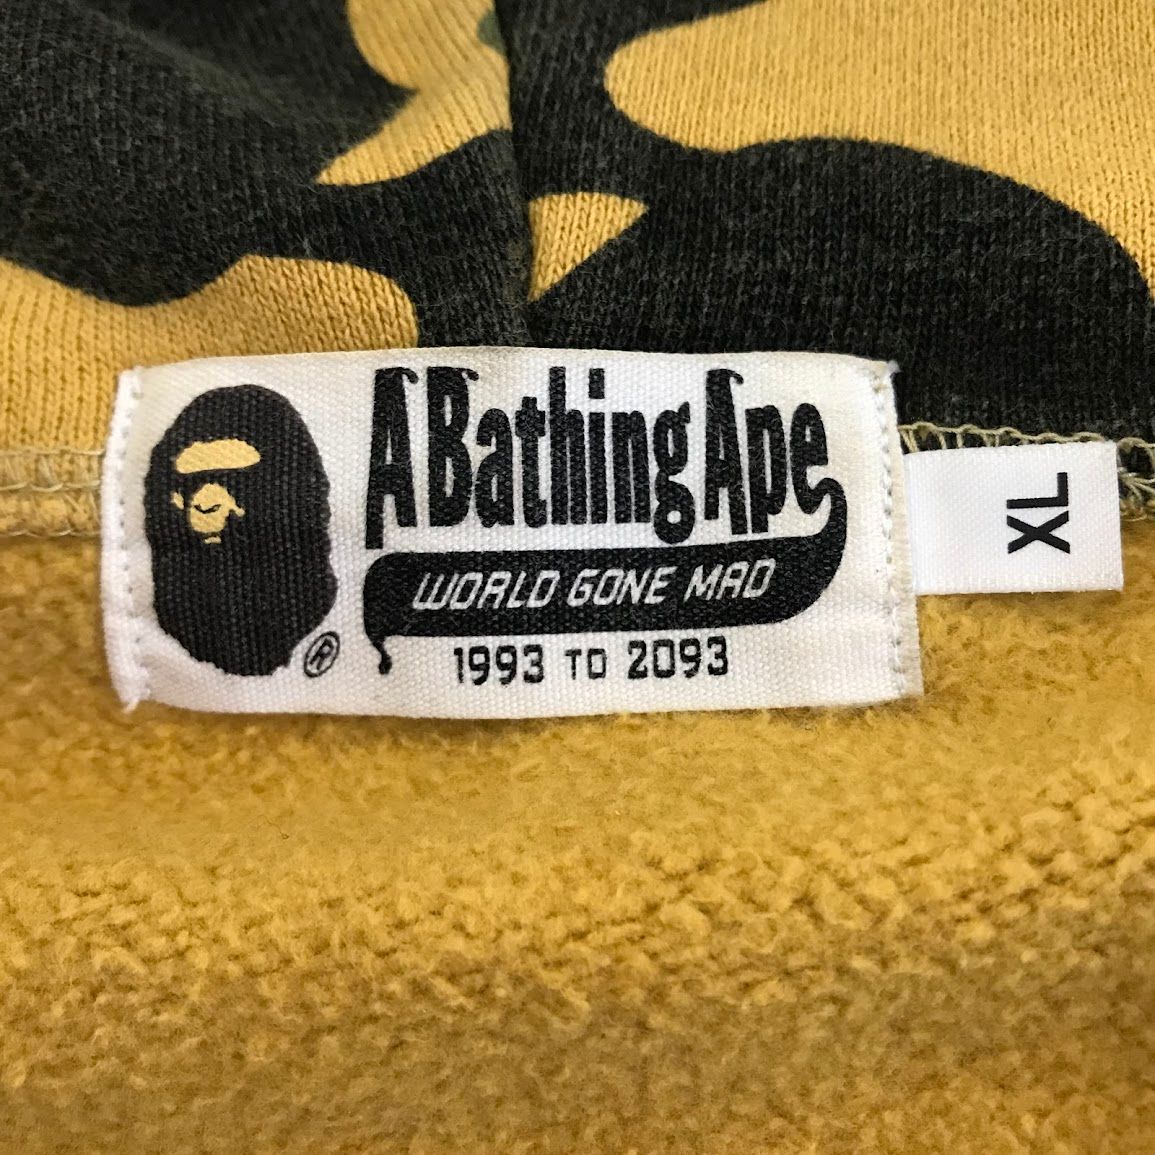 A Bathing Ape
WORLD GONE MAD
1993 TO 2093
®
XL